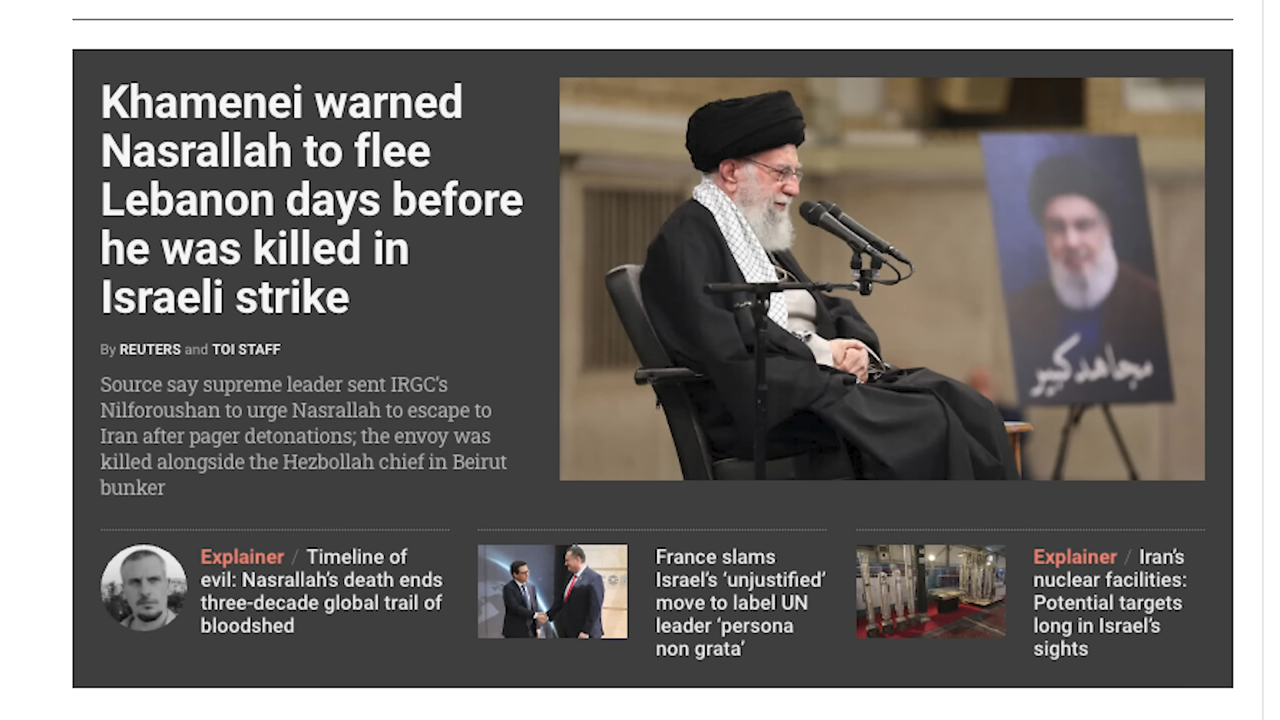 Khamenei warned
Nasrallah to flee
Lebanon days before
he was killed in
Israeli strike
By REUTERS and TOI STAFF
Source say supreme leader sent IRGC's
Nilforoushan to urge Nasrallah to escape to
Iran after pager detonations; the envoy was
killed alongside the Hezbollah chief in Beirut
bunker
مجاهد كبير
Explainer / Timeline of
evil: Nasrallah's death ends
three-decade global trail of
bloodshed
France slams
Israel's 'unjustified'
move to label UN
leader 'persona
non grata'
Explainer / Iran's
nuclear facilities:
Potential targets
long in Israel's
sights